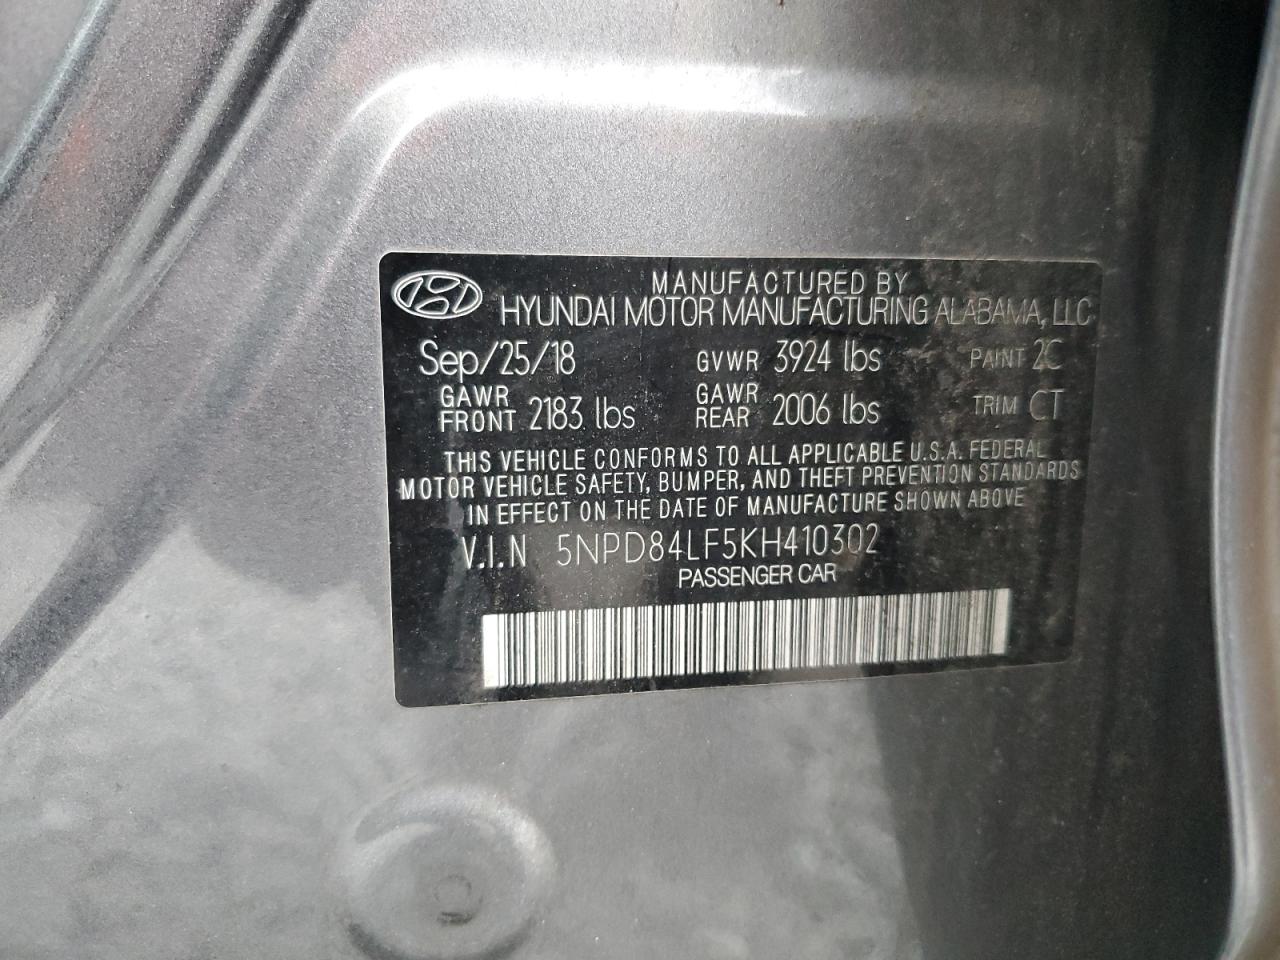 MANUFACTURED BY
HYUNDAI MOTOR MANUFACTURING ALABAMA, LLC
Sep/25/18 GVWR 3924 lbs PAINT 2C
GAWR FRONT 2183 lbs GAWR REAR 2006 lbs TRIM CT
THIS VEHICLE CONFORMS TO ALL APPLICABLE U.S.A. FEDERAL
MOTOR VEHICLE SAFETY, BUMPER, AND THEFT PREVENTION STANDARDS
IN EFFECT ON THE DATE OF MANUFACTURE SHOWN ABOVE
V.I.N 5NPD84LF5KH410302
PASSENGER CAR